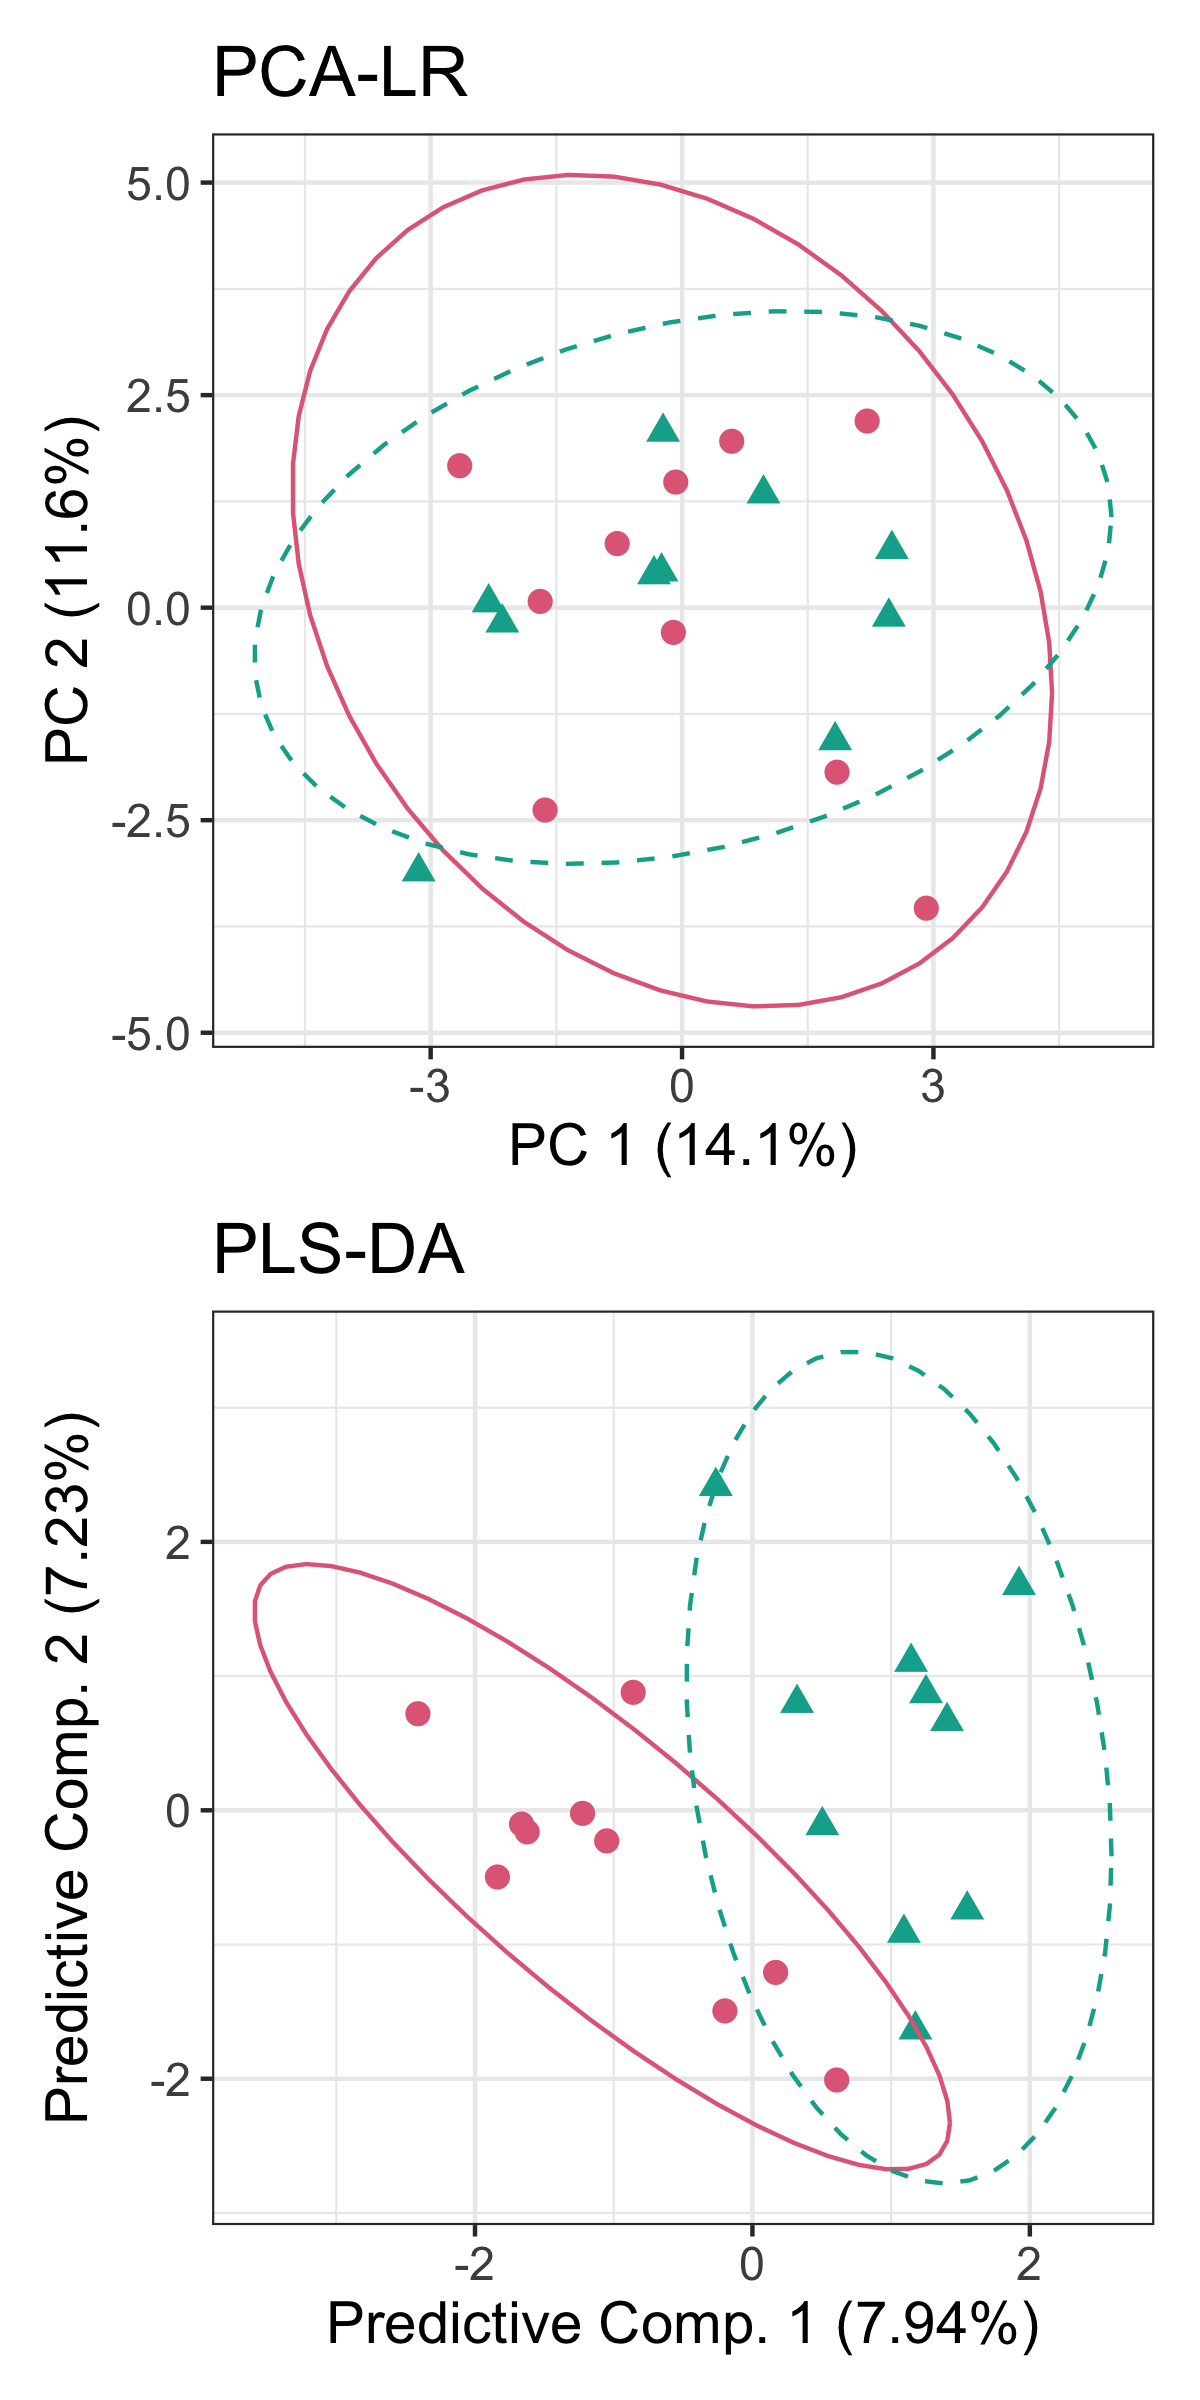 PCA-LR
5.0
2.5
0.0
-2.5
-5.0
PC 2 (11.6%)
-3 0 3
PC 1 (14.1%)
PLS-DA
2
0
-2
Predictive Comp. 2 (7.23%)
-2 0 2
Predictive Comp. 1 (7.94%)